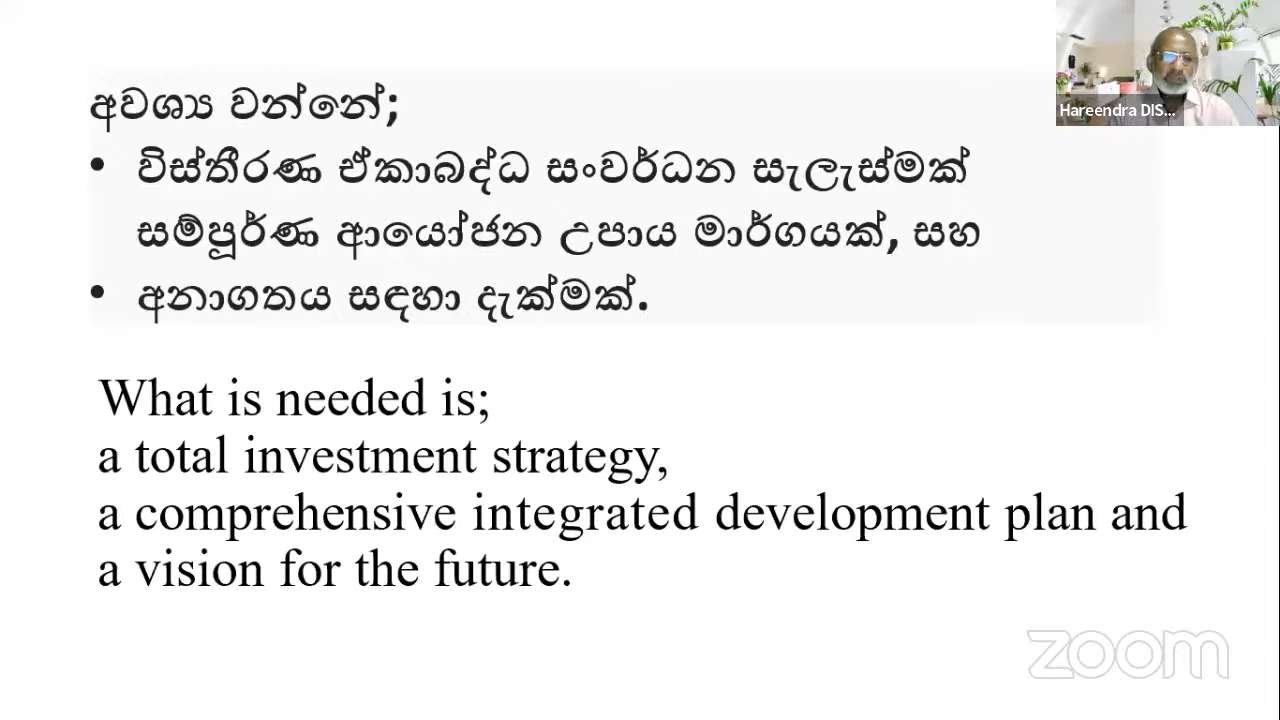 අවශ්‍ය වන්නේ;
• විස්තීරණ ඒකාබද්ධ සංවර්ධන සැලැස්මක්
සම්පූර්ණ ආයෝජන උපාය මාර්ගයක්, සහ
• අනාගතය සඳහා දැක්මක්.
What is needed is;
a total investment strategy,
a comprehensive integrated development plan and
a vision for the future.
Hareendra DIS...
zoom